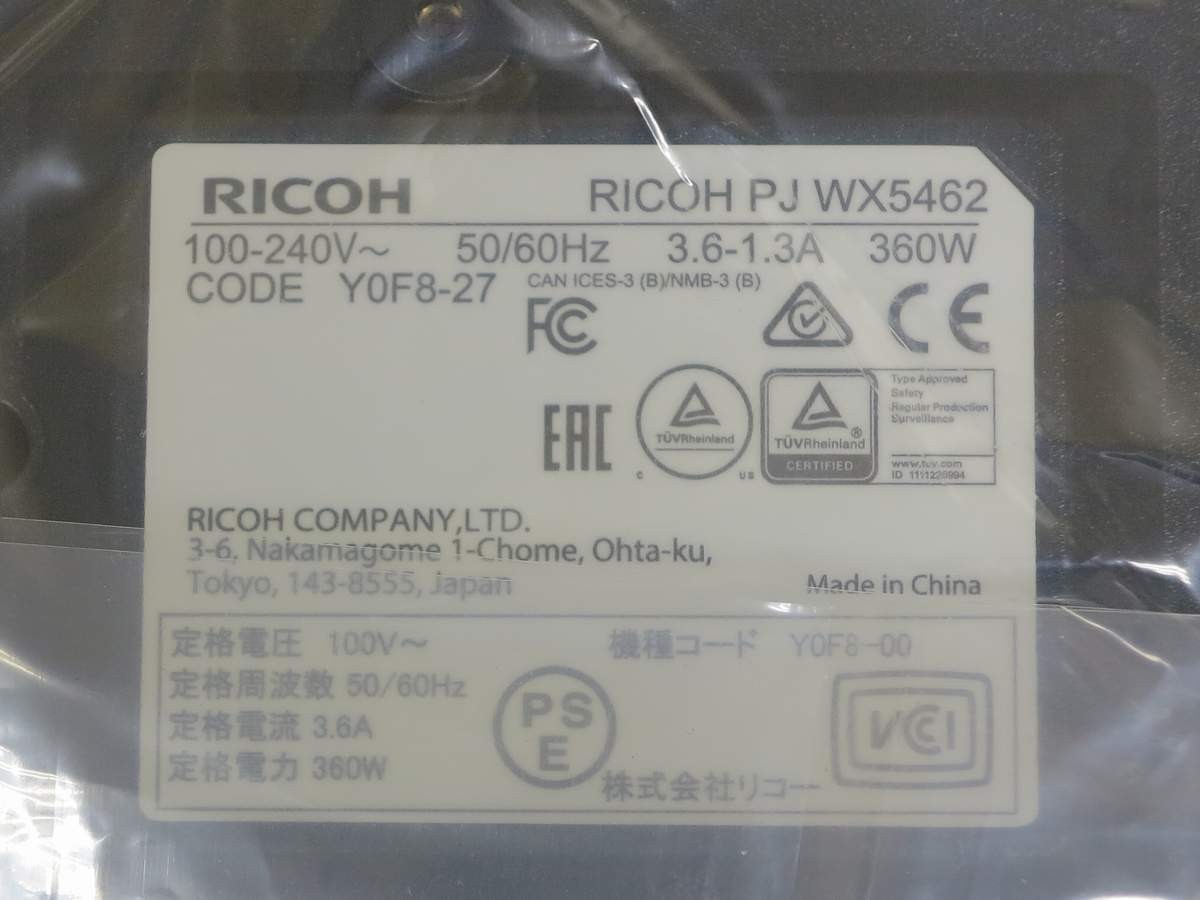 RICOH RICOH PJ WX5462
100-240V～ 50/60Hz 3.6-1.3A 360W
CODE Y0F8-27 CAN ICES-3 (B)/NMB-3 (B)
FC CE
EAC
TÜVRheinland
C US
TÜVRheinland®
CERTIFIED
Type Approved
Safety
Regular Production
Surveillance
www.tuv.com
ID
RICOH COMPANY,LTD.
3-6, Nakamagome 1-Chome, Ohta-ku,
Tokyo, 143-8555, Japan Made in China
定格電圧 100V～ 機種コード Y0F8-00
定格周波数 50/60Hz
定格電流 3.6A
定格電力 360W
PS
E
株式会社リコー
VCCI